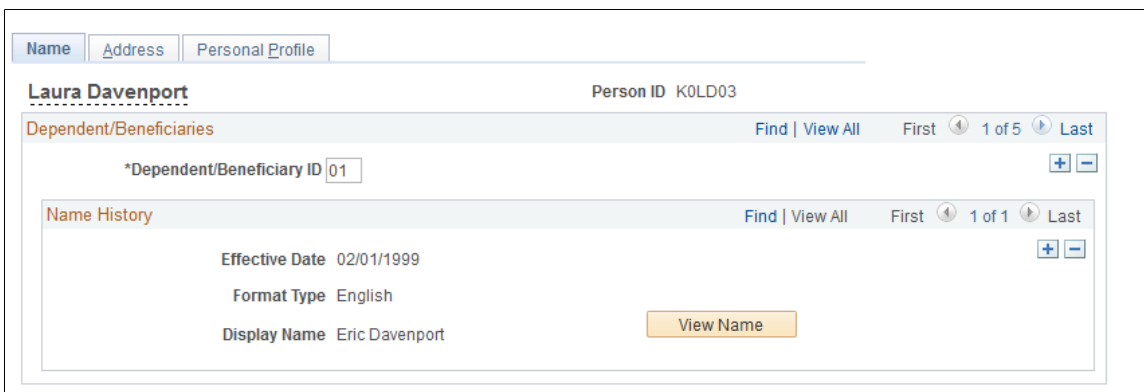 Name Address Personal Profile
Laura Davenport Person ID K0LD03
Dependent/Beneficiaries Find | View All First 1 of 5 Last
*Dependent/Beneficiary ID 01
Name History Find | View All First 1 of 1 Last
Effective Date 02/01/1999
Format Type English
Display Name Eric Davenport View Name